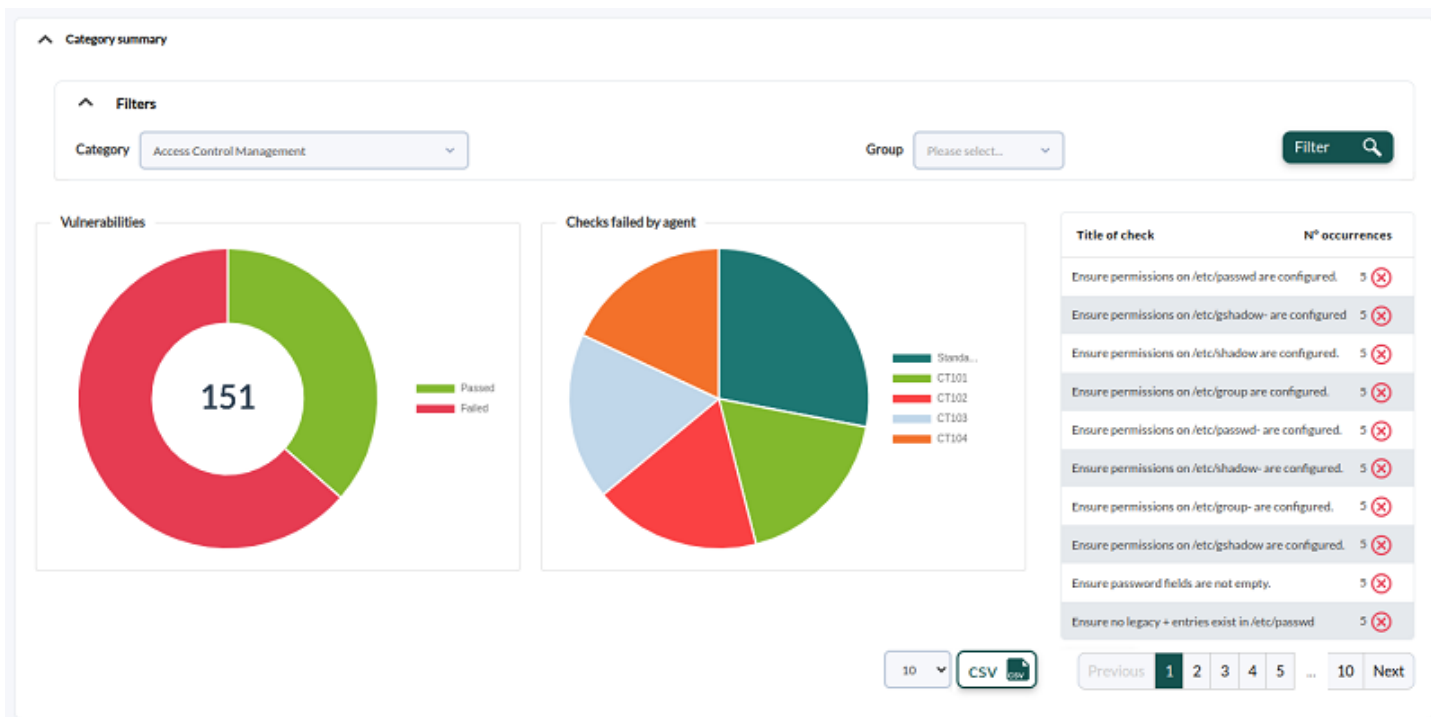 Category summary
Filters
Category Access Control Management Group Please select... Filter
Vulnerabilities
151
Passed
Failed
Checks failed by agent
Standa...
CT101
CT102
CT103
CT104
Title of check Nº occurrences
Ensure permissions on /etc/passwd are configured. 5
Ensure permissions on /etc/gshadow- are configured 5
Ensure permissions on /etc/shadow are configured. 5
Ensure permissions on /etc/group are configured. 5
Ensure permissions on /etc/passwd- are configured. 5
Ensure permissions on /etc/shadow- are configured. 5
Ensure permissions on /etc/group- are configured. 5
Ensure permissions on /etc/gshadow are configured. 5
Ensure password fields are not empty. 5
Ensure no legacy + entries exist in /etc/passwd 5
10 CSV CSV Previous 1 2 3 4 5 ... 10 Next